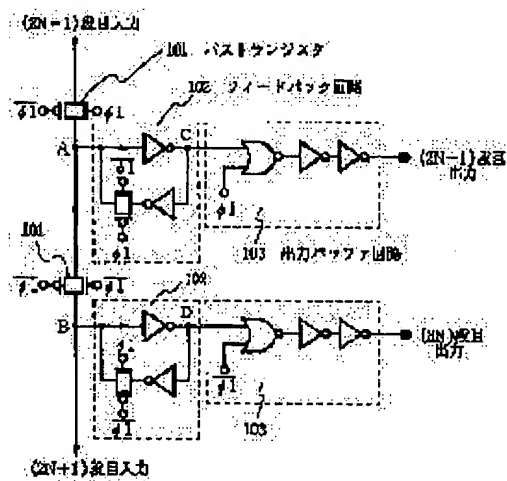 (2N-1)段目入力
101 パストランジスタ
φ1 φ1
102 フィードバック回路
A
C
φ1
φ1
φ1
(2N-1)段目
出力
101
103 出力バッファ回路
φ1
102
B
D
φ1
φ1
(2N)段目
出力
103
(2N+1)段目入力